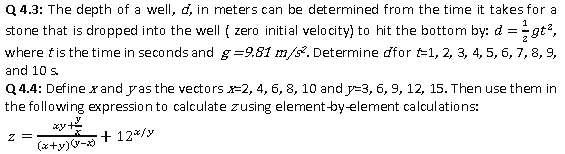 Q 4.3: The depth of a well, d, in meters can be determined from the time it takes for a
stone that is dropped into the well ( zero initial velocity) to hit the bottom by: d = \frac{1}{2} gt²,
where t is the time in seconds and g =9.81 m/s². Determine d for t=1, 2, 3, 4, 5, 6, 7, 8, 9,
and 10 s.
Q 4.4: Define x and y as the vectors x=2, 4, 6, 8, 10 and y=3, 6, 9, 12, 15. Then use them in
the following expression to calculate z using element-by-element calculations:
z = \frac{xy+\frac{y}{x}}{(x+y)^{(y-x)}} + 12^{x/y}